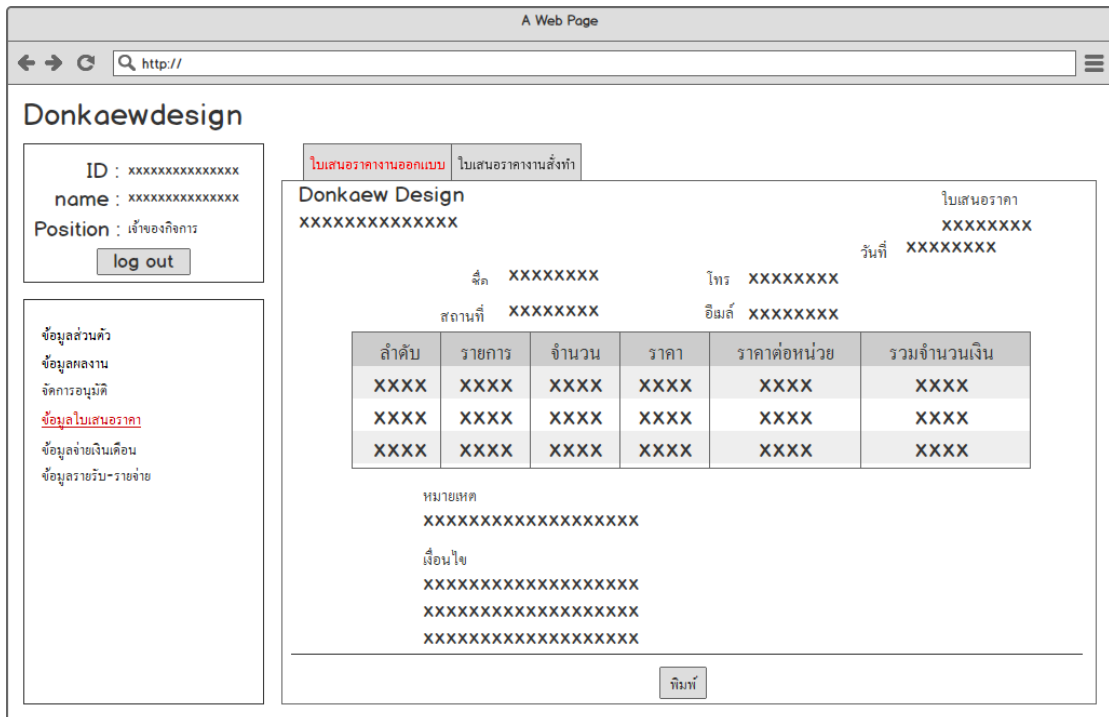 A Web Page
http://
Donkaewdesign
ID : xxxxxxxxxxxxxxx
name : xxxxxxxxxxxxxxx
Position : เจ้าของกิจการ
log out
ข้อมูลส่วนตัว
ข้อมูลผลงาน
จัดการอนุมัติ
ข้อมูลใบเสนอราคา
ข้อมูลจ่ายเงินเดือน
ข้อมูลรายรับ-รายจ่าย
ใบเสนอราคางานออกแบบ ใบเสนอราคางานสั่งทำ
Donkaew Design ใบเสนอราคา
XXXXXXXXXXXXXX XXXXXXXX
วันที่ XXXXXXXX
ชื่อ XXXXXXXX โทร XXXXXXXX
สถานที่ XXXXXXXX อีเมล์ XXXXXXXX
ลำดับ รายการ จำนวน ราคา ราคาต่อหน่วย รวมจำนวนเงิน
XXXX XXXX XXXX XXXX XXXX XXXX
XXXX XXXX XXXX XXXX XXXX XXXX
XXXX XXXX XXXX XXXX XXXX XXXX
หมายเหตุ
XXXXXXXXXXXXXXXXXXX
เงื่อนไข
XXXXXXXXXXXXXXXXXXX
XXXXXXXXXXXXXXXXXXX
XXXXXXXXXXXXXXXXXXX
พิมพ์